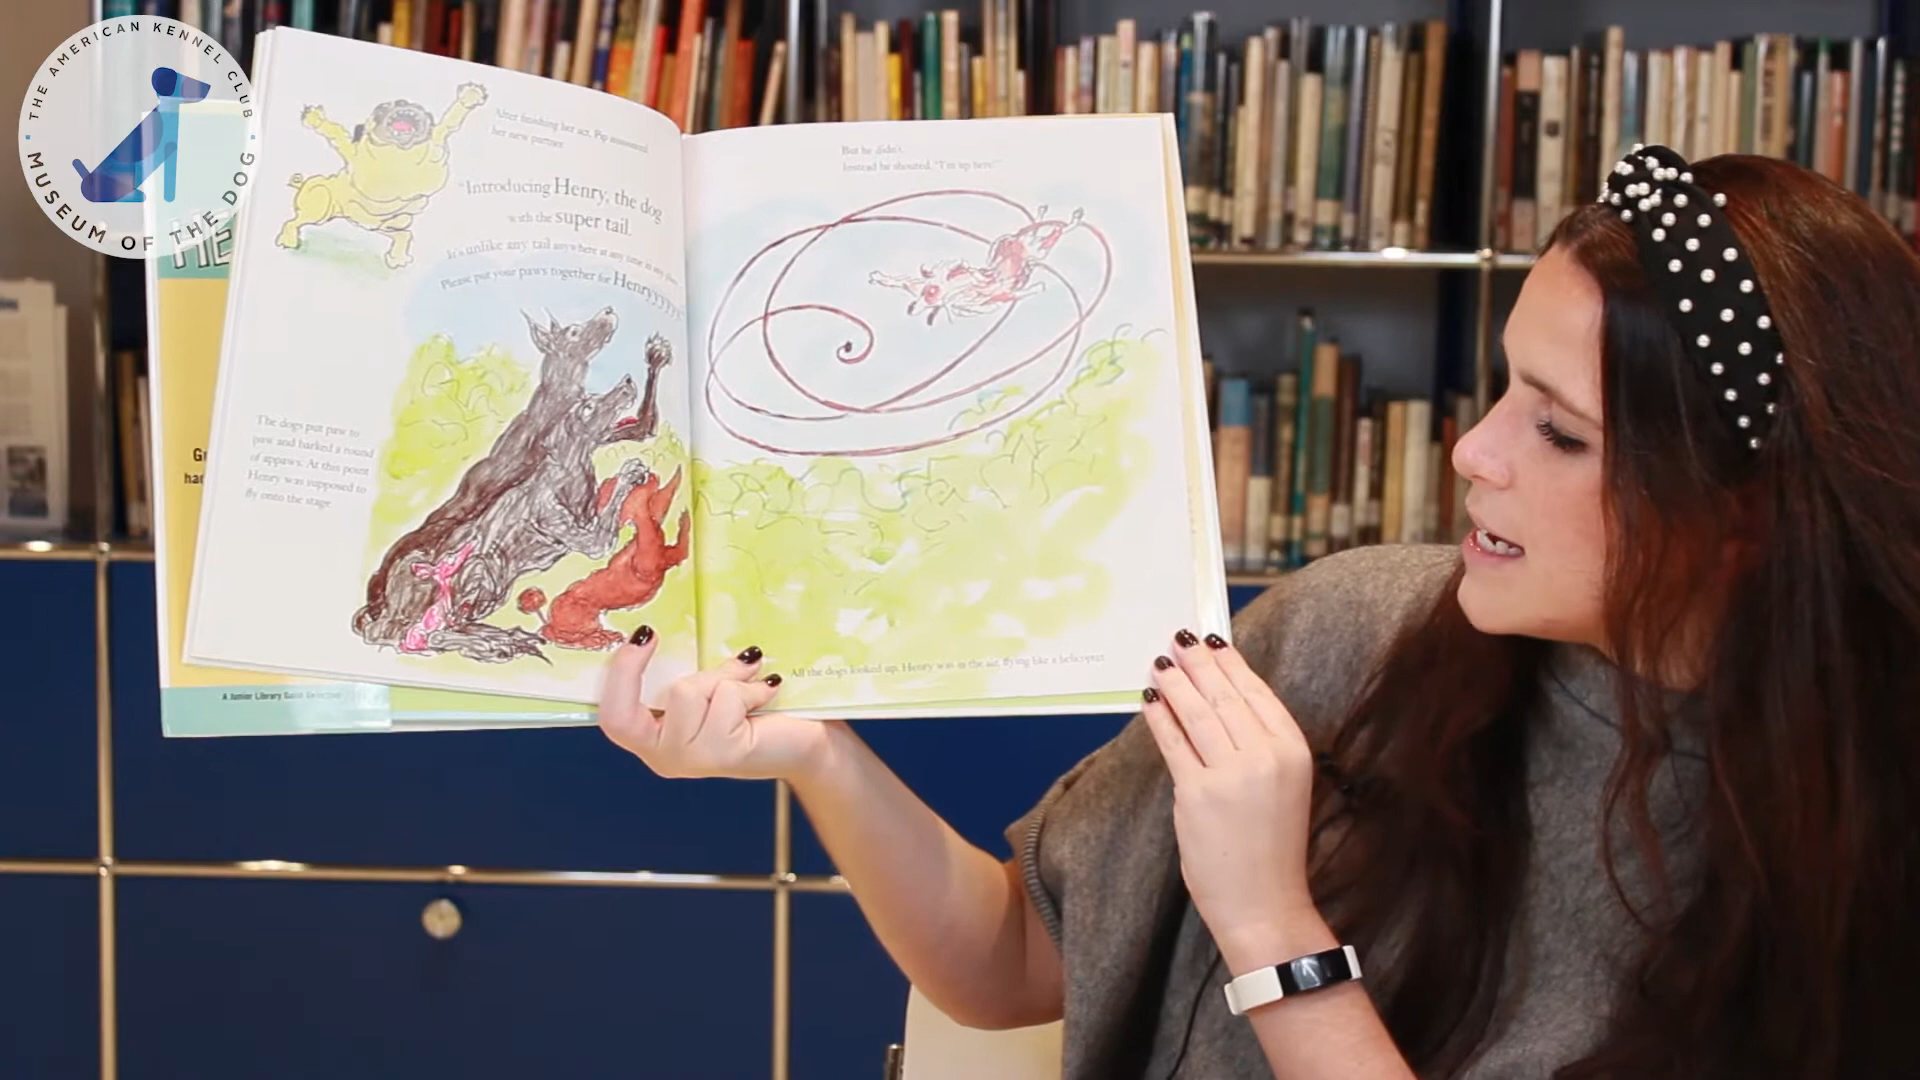 THE AMERICAN KENNEL CLUB
MUSEUM OF THE DOG
HE
After finishing her act, Pip announced
her new partner.
"Introducing Henry, the dog
with the super tail.
It's unlike any tail anywhere at any time in any
Please put your paws together for Henryyyyy
The dogs put paw to
paw and barked a round
of appaws. At this point
Henry was supposed to
fly onto the stage.
But he didn't.
Instead he shouted, "I'm up here!"
All the dogs looked up. Henry was in the air, flying like a helicopter.
A Junior Library Guild Selection